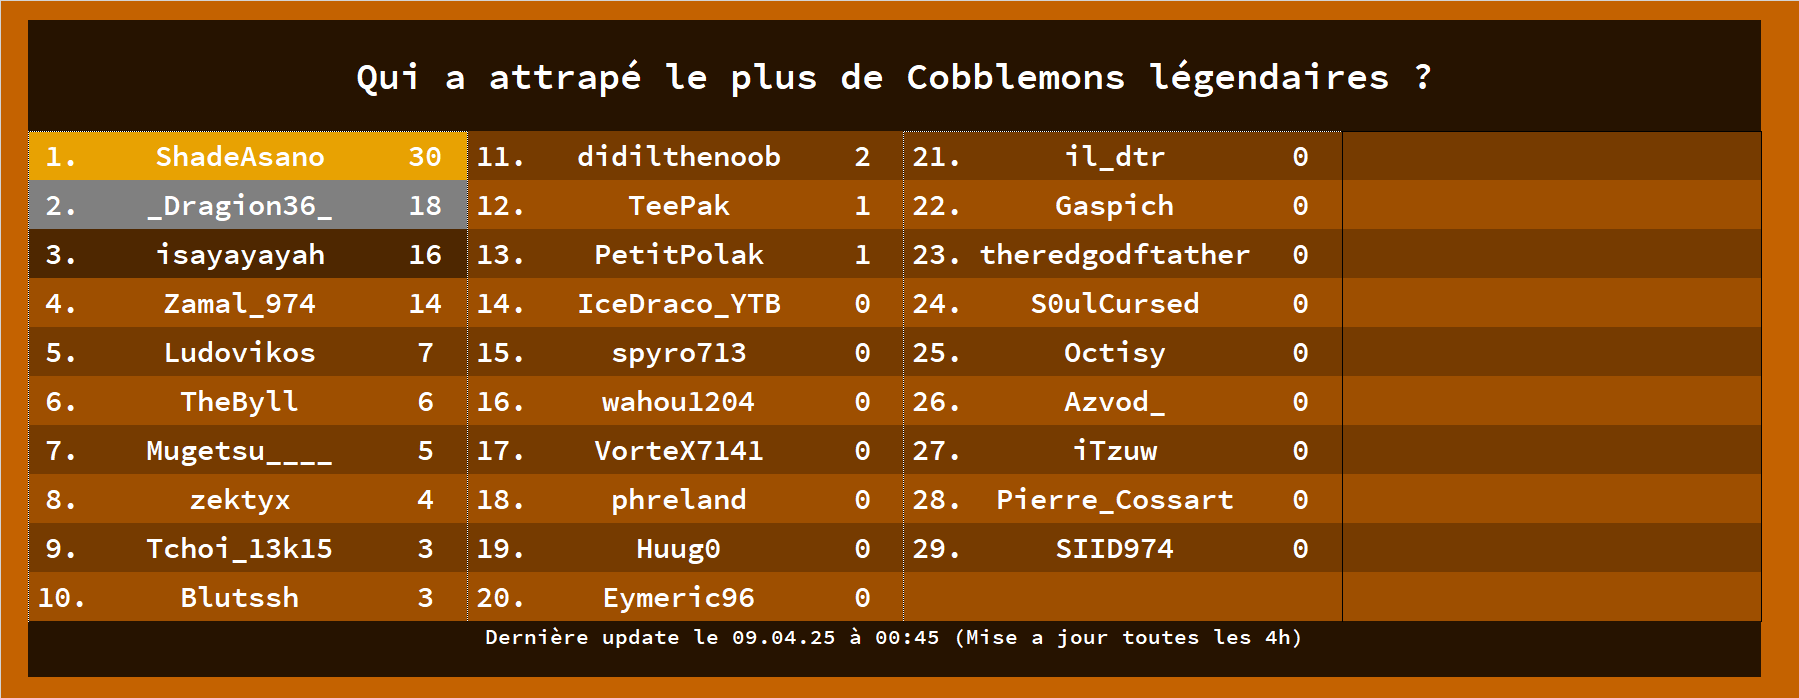 Qui a attrapé le plus de Cobblemons légendaires ?
1. ShadeAsano 30
2. _Dragion36_ 18
3. isayayayah 16
4. Zamal_974 14
5. Ludovikos 7
6. TheByll 6
7. Mugetsu____ 5
8. zektyx 4
9. Tchoi_13k15 3
10. Blutssh 3
11. didilthenoob 2
12. TeePak 1
13. PetitPolak 1
14. IceDraco_YTB 0
15. spyro713 0
16. wahou1204 0
17. VorteX7141 0
18. phreland 0
19. Huug0 0
20. Eymeric96 0
21. il_dtr 0
22. Gaspich 0
23. theredgodftather 0
24. S0ulCursed 0
25. Octisy 0
26. Azvod_ 0
27. iTzuw 0
28. Pierre_Cossart 0
29. SIID974 0
Dernière update le 09.04.25 à 00:45 (Mise a jour toutes les 4h)